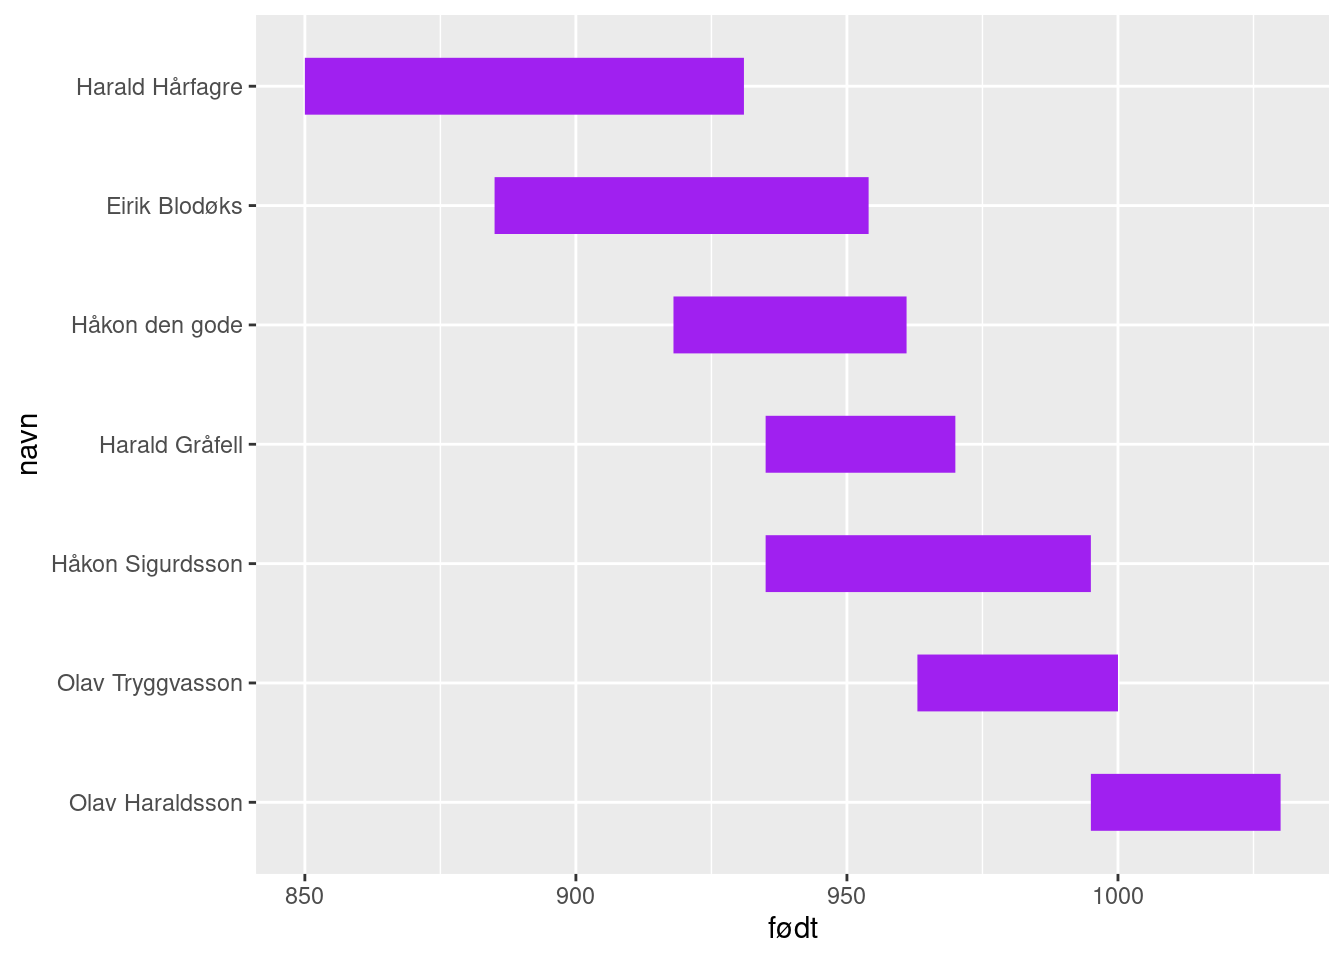 Harald Hårfagre
Eirik Blodøks
Håkon den gode
Harald Gråfell
Håkon Sigurdsson
Olav Tryggvasson
Olav Haraldsson
navn
850 900 950 1000
født